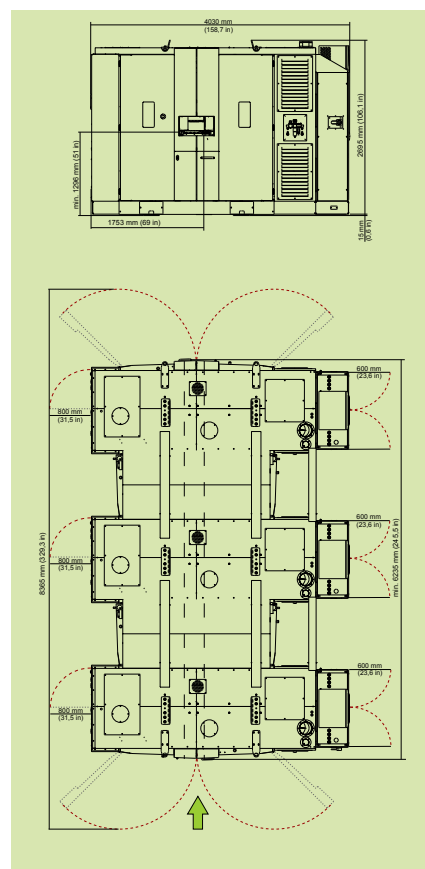 4030 mm
(158,7 in)
min. 1296 mm (51 in)
2695 mm (106,1 in)
1753 mm (69 in)
15 mm
(0,6 in)
800 mm
(31,5 in)
600 mm
(23,6 in)
8365 mm (329,3 in)
800 mm
(31,5 in)
600 mm
(23,6 in)
min. 6235 mm (245,5 in)
800 mm
(31,5 in)
600 mm
(23,6 in)